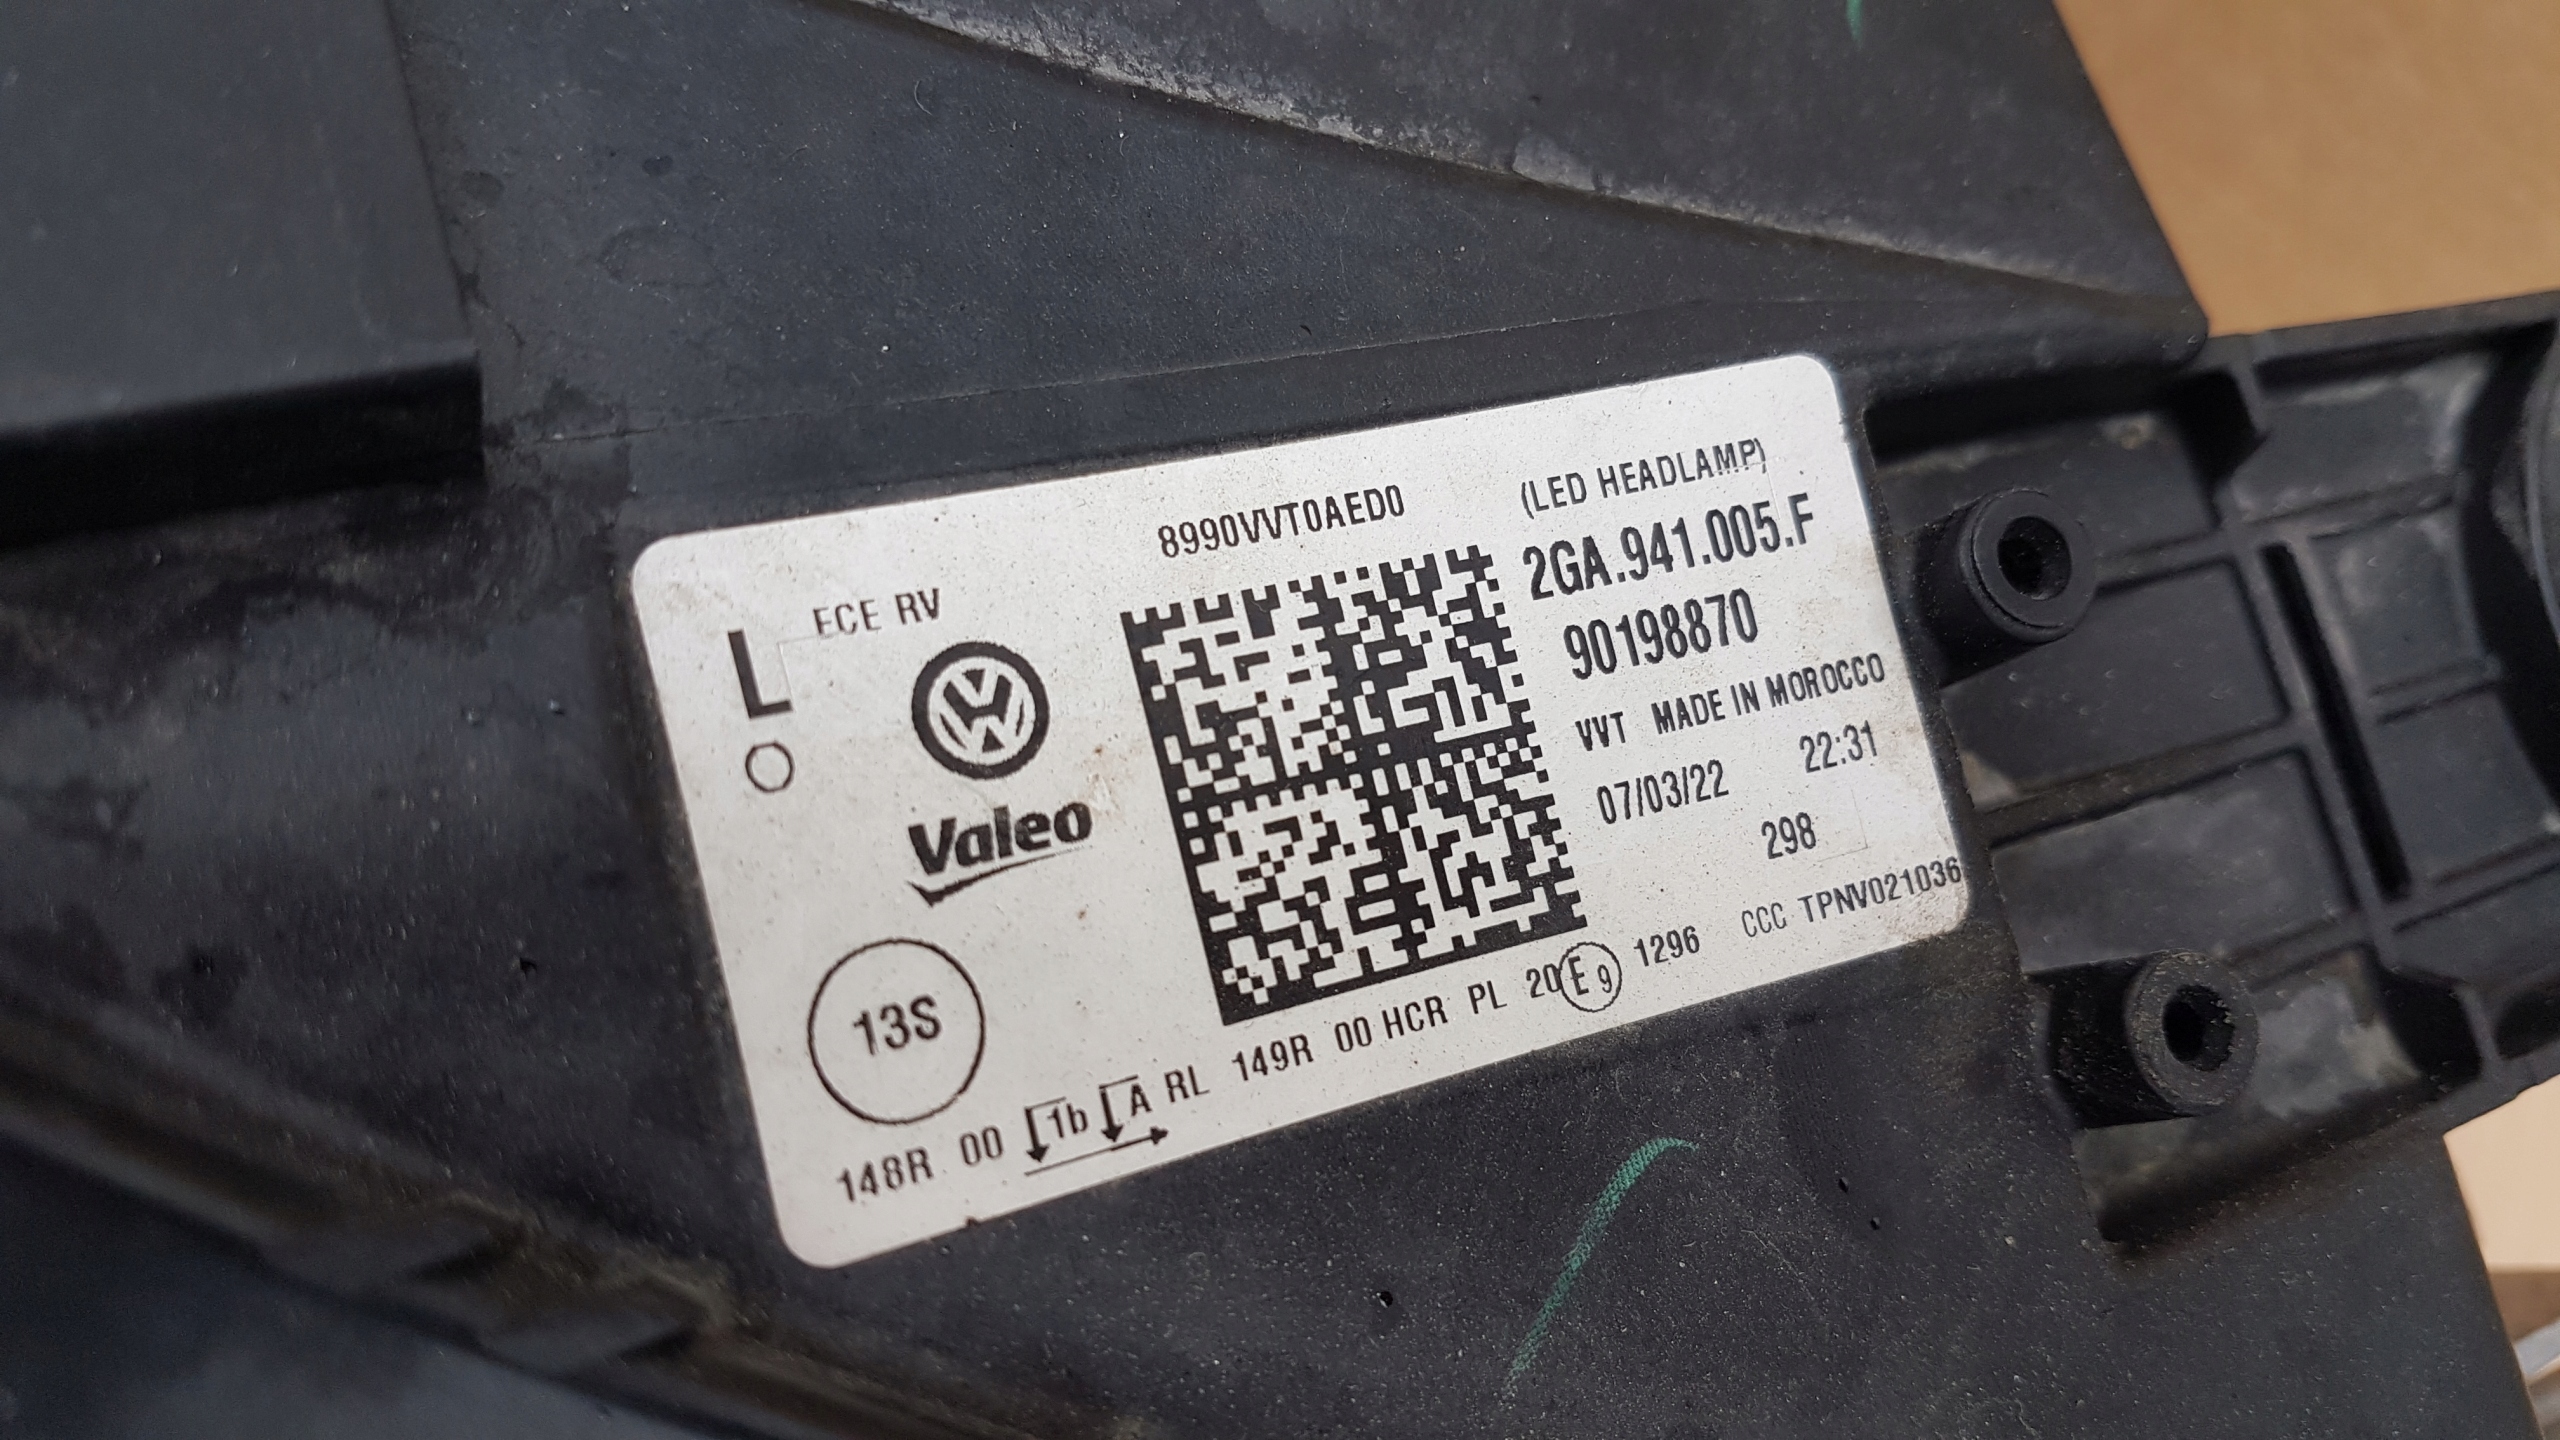 8990VVT0AED0
(LED HEADLAMP)
L ECE RV
2GA.941.005.F
90198870
VVT MADE IN MOROCCO
07/03/22 22:31
298
Valeo
13S
148R 00 1b A RL 149R 00 HCR PL 20 E 9 1296 CCC TPNV021036